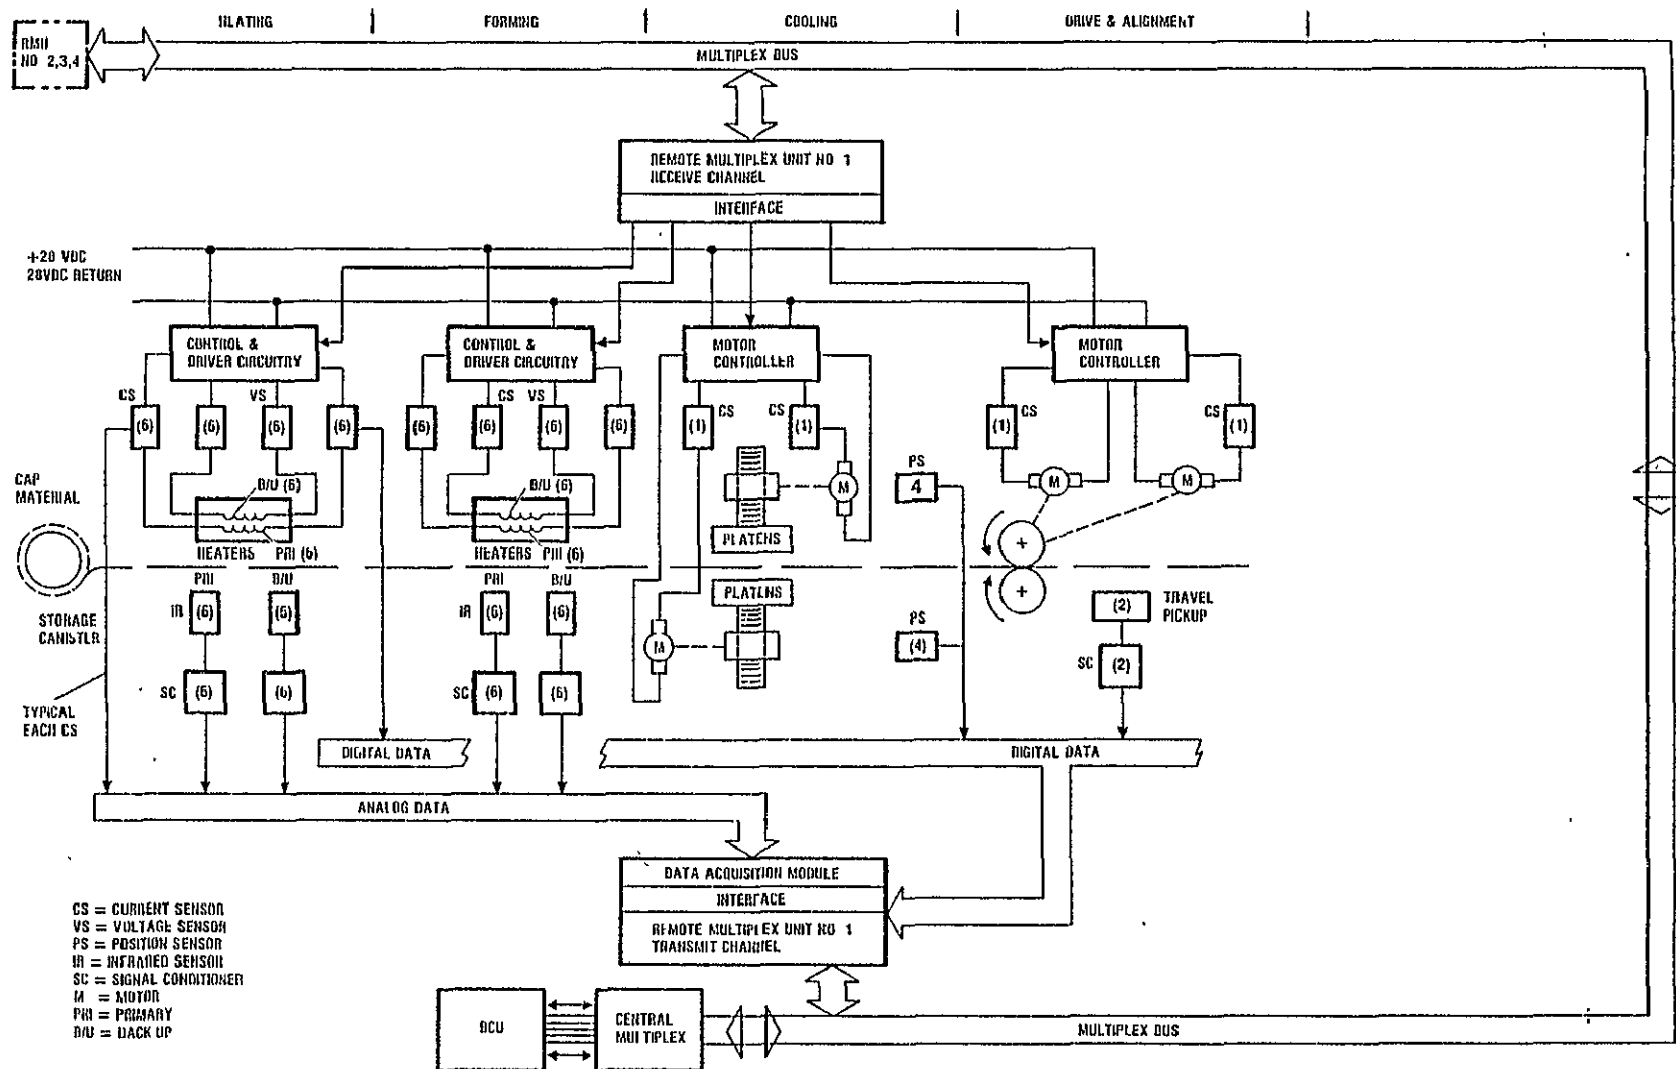 HEATING
FORMING
COOLING
DRIVE & ALIGNMENT
RMU
NO 2,3,4
MULTIPLEX BUS
REMOTE MULTIPLEX UNIT NO 1
RECEIVE CHANNEL
INTERFACE
+28 VDC
28VDC RETURN
CONTROL &
DRIVER CIRCUITRY
CONTROL &
DRIVER CIRCUITRY
MOTOR
CONTROLLER
MOTOR
CONTROLLER
CS
VS
CS
VS
CS
CS
CS
CS
(6)
(6)
(6)
(6)
(6)
(6)
(6)
(6)
(1)
(1)
(1)
(1)
CAP
MATERIAL
B/U (6)
B/U (6)
PS
4
M
M
M
PLATENS
HEATERS
PRI (6)
HEATERS
PRI (6)
+
+
PRI
B/U
PRI
B/U
PLATENS
IR
(6)
(6)
IR
(6)
(6)
(2)
TRAVEL
PICKUP
STORAGE
CANISTER
M
PS
(4)
SC
(2)
SC
(6)
(6)
SC
(6)
(6)
TYPICAL
EACH CS
DIGITAL DATA
DIGITAL DATA
ANALOG DATA
DATA ACQUISITION MODULE
INTERFACE
REMOTE MULTIPLEX UNIT NO 1
TRANSMIT CHANNEL
CS = CURRENT SENSOR
VS = VOLTAGE SENSOR
PS = POSITION SENSOR
IR = INFRARED SENSOR
SC = SIGNAL CONDITIONER
M = MOTOR
PRI = PRIMARY
B/U = BACK UP
BCU
CENTRAL
MULTIPLEX
MULTIPLEX BUS